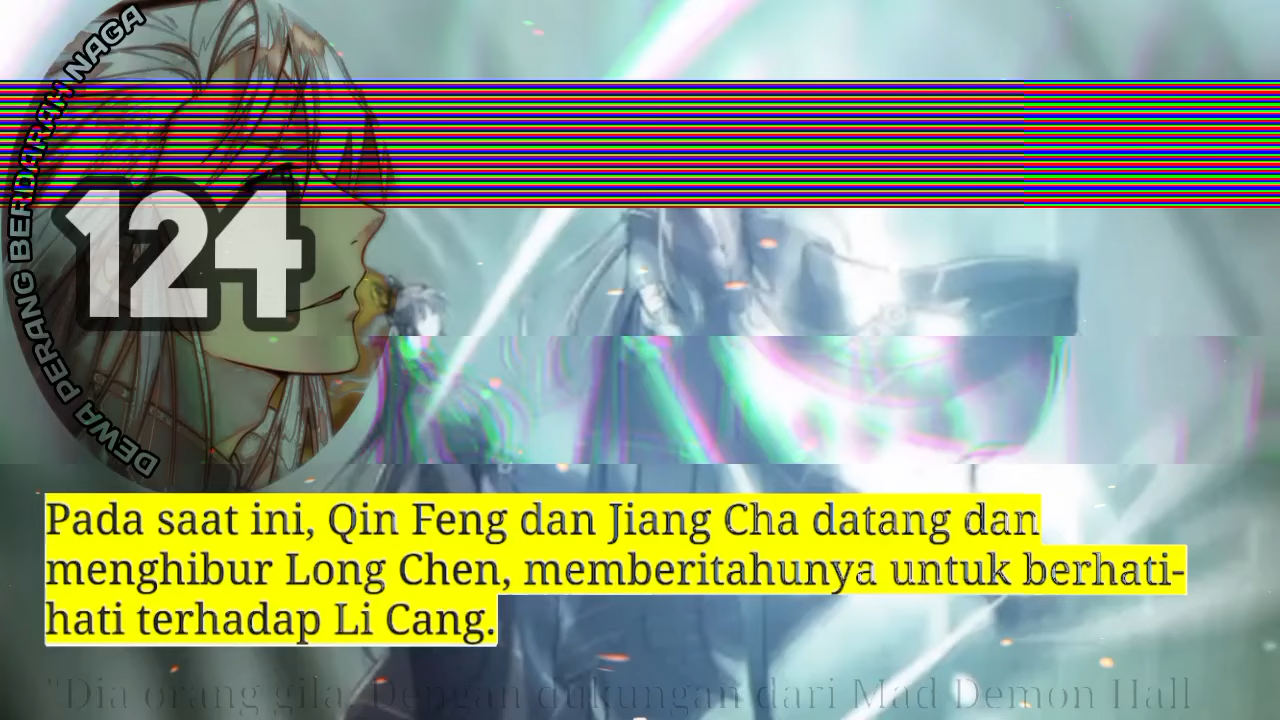 DEWA PERANG BERDARAH NAGA
124
Pada saat ini, Qin Feng dan Jiang Cha datang dan
menghibur Long Chen, memberitahunya untuk berhati-
hati terhadap Li Cang.
"Dia orang gila. Dengan dukungan dari Mad Demon Hall